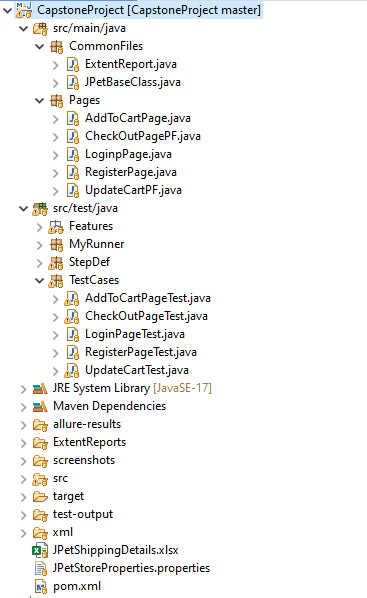 CapstoneProject [CapstoneProject master]
src/main/java
CommonFiles
ExtentReport.java
JPetBaseClass.java
Pages
AddToCartPage.java
CheckOutPagePF.java
LoginpPage.java
RegisterPage.java
UpdateCartPF.java
src/test/java
Features
MyRunner
StepDef
TestCases
AddToCartPageTest.java
CheckOutPageTest.java
LoginPageTest.java
RegisterPageTest.java
UpdateCartTest.java
JRE System Library [JavaSE-17]
Maven Dependencies
allure-results
ExtentReports
screenshots
src
target
test-output
xml
JPetShippingDetails.xlsx
JPetStoreProperties.properties
pom.xml